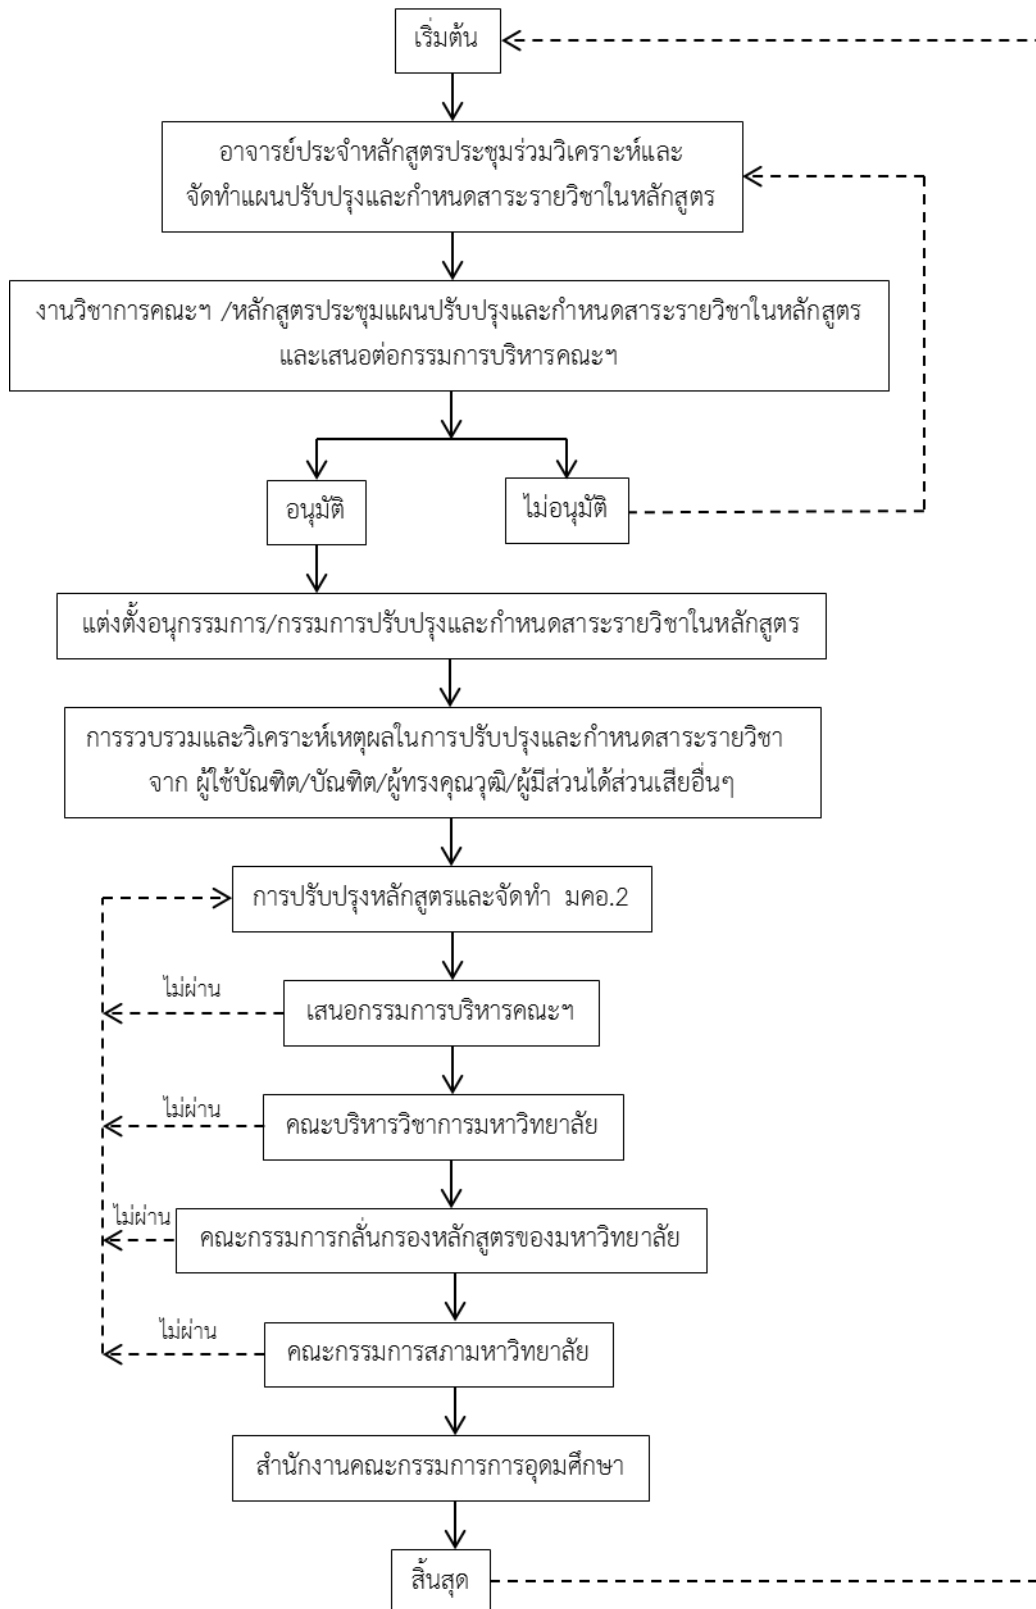 เริ่มต้น
อาจารย์ประจำหลักสูตรประชุมร่วมวิเคราะห์และ
จัดทำแผนปรับปรุงและกำหนดสาระรายวิชาในหลักสูตร
งานวิชาการคณะฯ /หลักสูตรประชุมแผนปรับปรุงและกำหนดสาระรายวิชาในหลักสูตร
และเสนอต่อกรรมการบริหารคณะฯ
อนุมัติ
ไม่อนุมัติ
แต่งตั้งอนุกรรมการ/กรรมการปรับปรุงและกำหนดสาระรายวิชาในหลักสูตร
การรวบรวมและวิเคราะห์เหตุผลในการปรับปรุงและกำหนดสาระรายวิชา
จาก ผู้ใช้บัณฑิต/บัณฑิต/ผู้ทรงคุณวุฒิ/ผู้มีส่วนได้ส่วนเสียอื่นๆ
การปรับปรุงหลักสูตรและจัดทำ มคอ.2
ไม่ผ่าน
เสนอกรรมการบริหารคณะฯ
ไม่ผ่าน
คณะบริหารวิชาการมหาวิทยาลัย
ไม่ผ่าน
คณะกรรมการกลั่นกรองหลักสูตรของมหาวิทยาลัย
ไม่ผ่าน
คณะกรรมการสภามหาวิทยาลัย
สำนักงานคณะกรรมการการอุดมศึกษา
สิ้นสุด